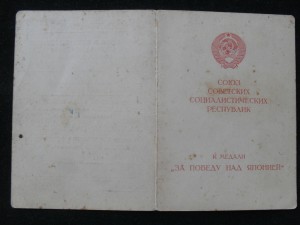 СОЮЗ
СОВЕТСКИХ
СОЦИАЛИСТИЧЕСКИХ
РЕСПУБЛИК
К МЕДАЛИ
„ЗА ПОБЕДУ НАД ЯПОНИЕЙ"